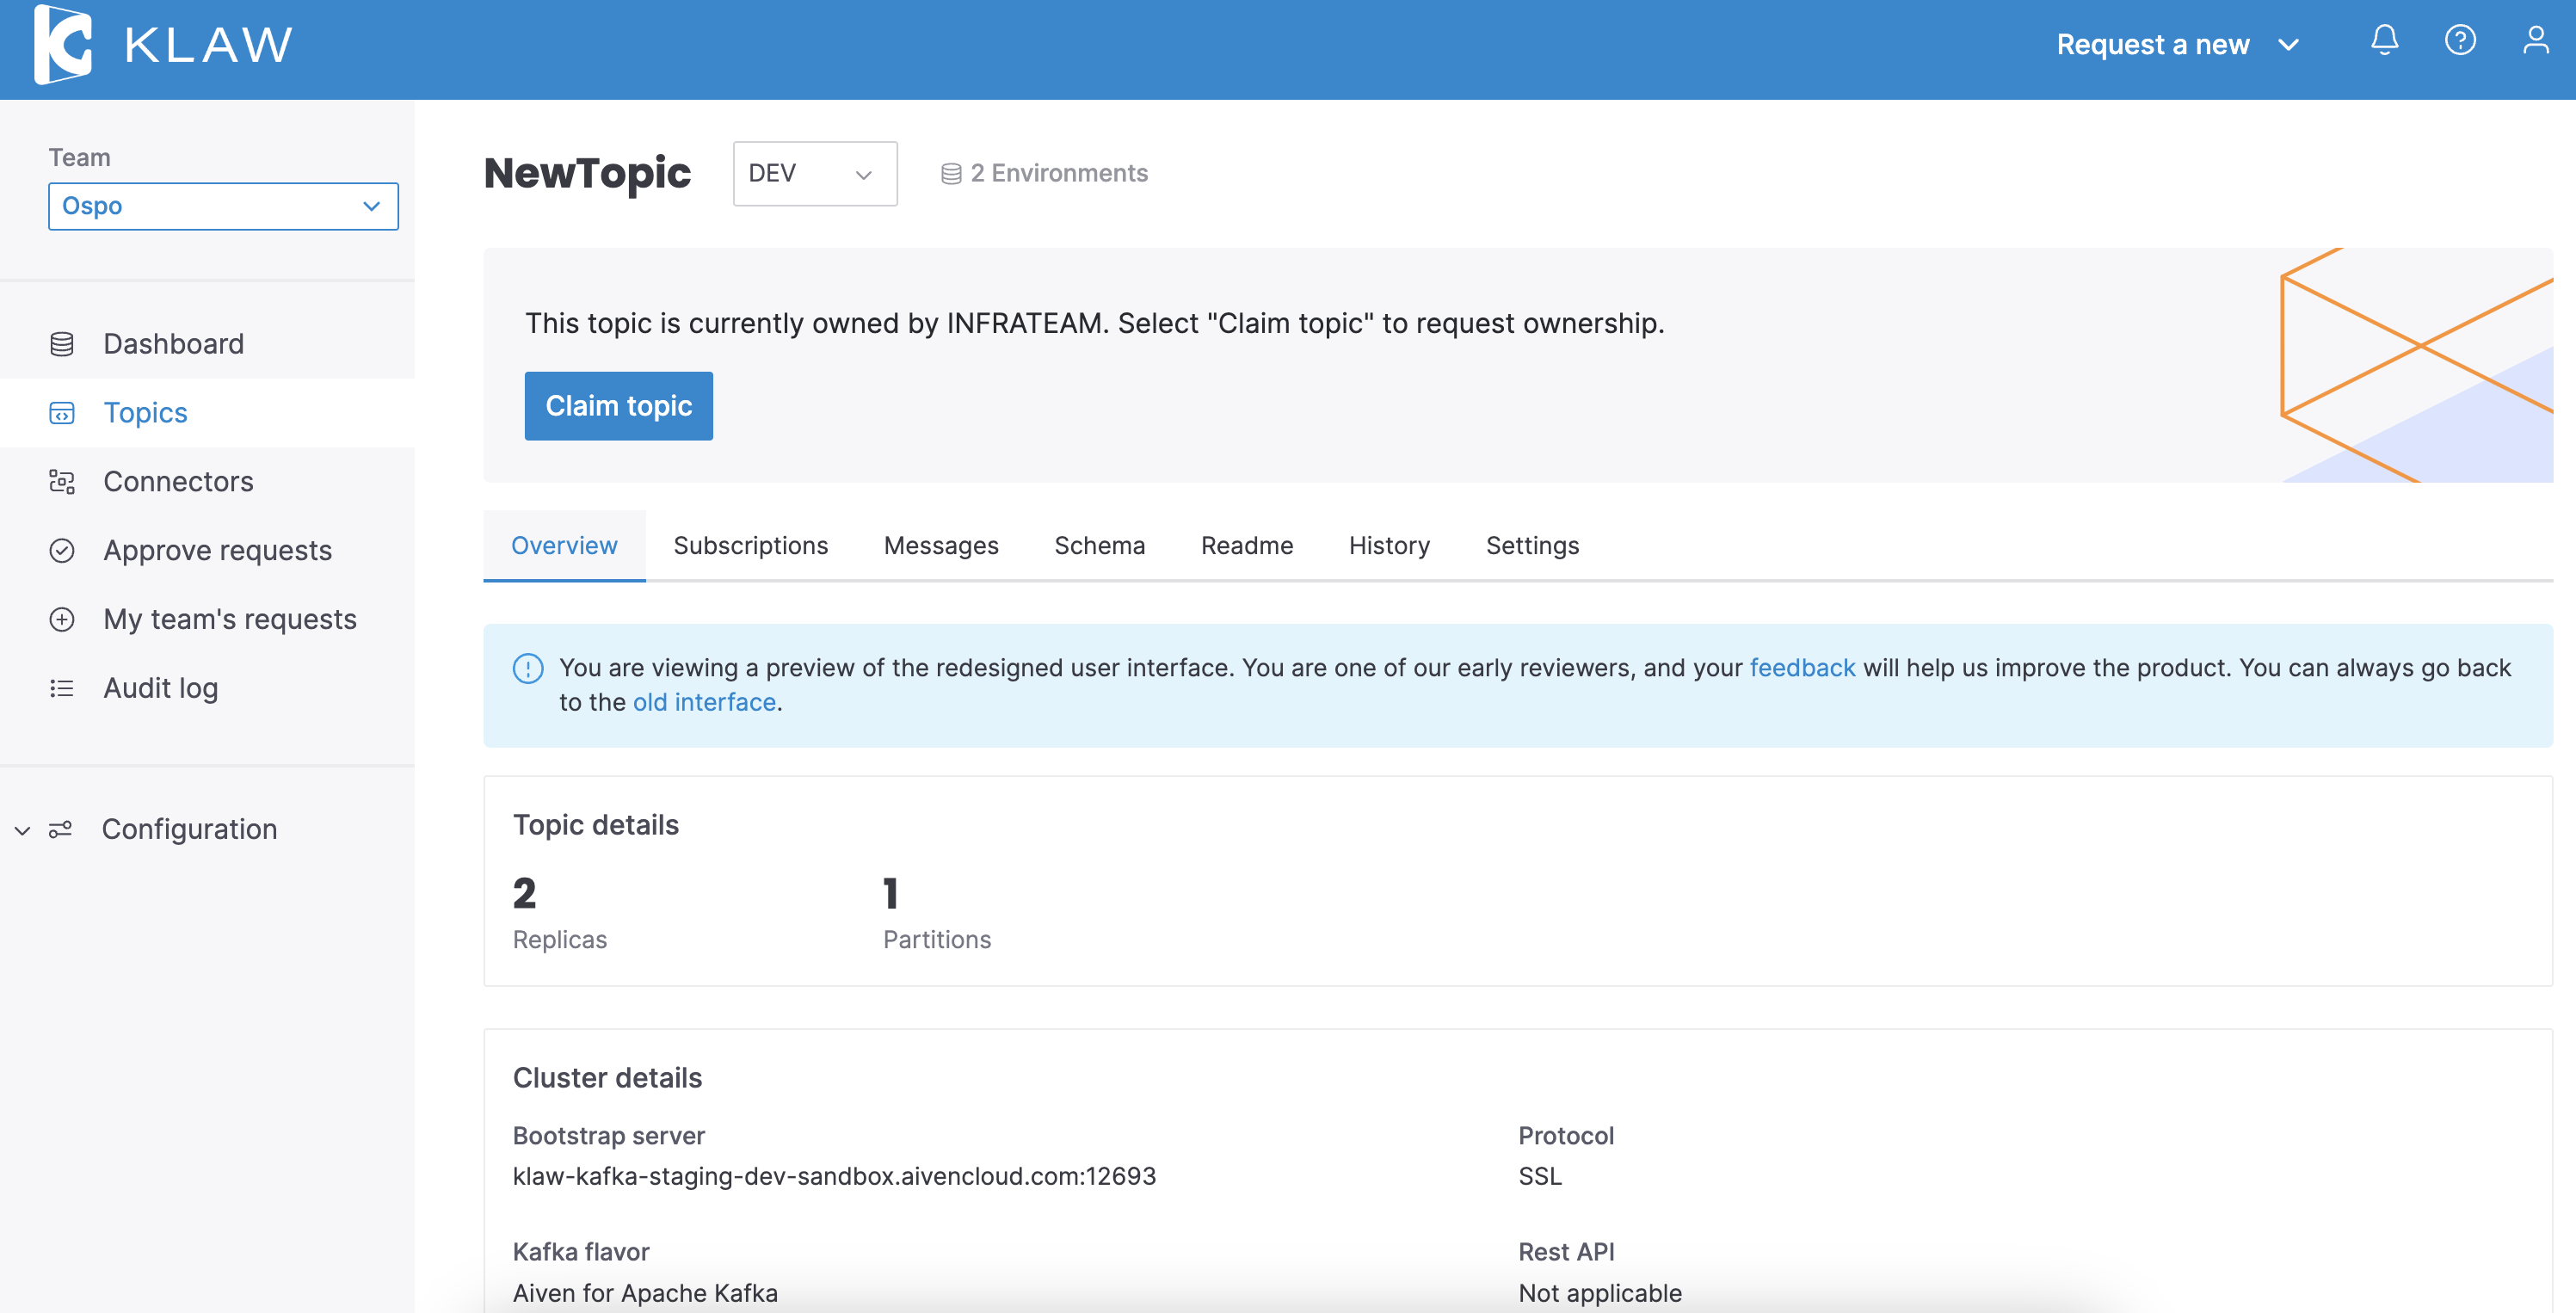 KLAW
Request a new
Team
Ospo
Dashboard
Topics
Connectors
Approve requests
My team's requests
Audit log
Configuration
NewTopic
DEV
2 Environments
This topic is currently owned by INFRATEAM. Select "Claim topic" to request ownership.
Claim topic
Overview Subscriptions Messages Schema Readme History Settings
You are viewing a preview of the redesigned user interface. You are one of our early reviewers, and your feedback will help us improve the product. You can always go back
to the old interface.
Topic details
2 1
Replicas Partitions
Cluster details
Bootstrap server Protocol
klaw-kafka-staging-dev-sandbox.aivencloud.com:12693 SSL
Kafka flavor Rest API
Aiven for Apache Kafka Not applicable